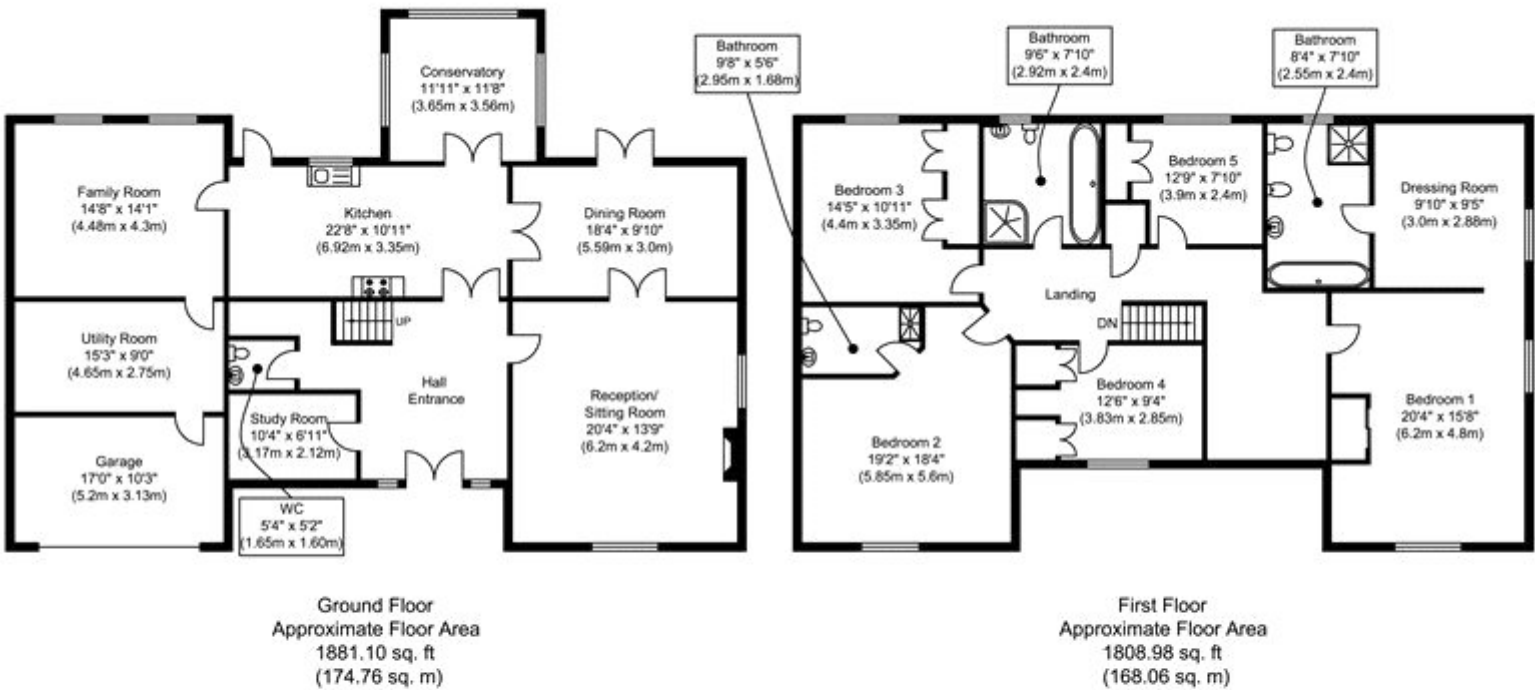 Conservatory
11'11" x 11'8"
(3.65m x 3.56m)
Family Room
14'8" x 14'1"
(4.48m x 4.3m)
Kitchen
22'8" x 10'11"
(6.92m x 3.35m)
Dining Room
18'4" x 9'10"
(5.59m x 3.0m)
Utility Room
15'3" x 9'0"
(4.65m x 2.75m)
UP
Hall
Entrance
Reception/
Sitting Room
20'4" x 13'9"
(6.2m x 4.2m)
Study Room
10'4" x 6'11"
(3.17m x 2.12m)
Garage
17'0" x 10'3"
(5.2m x 3.13m)
WC
5'4" x 5'2"
(1.65m x 1.60m)
Ground Floor
Approximate Floor Area
1881.10 sq. ft
(174.76 sq. m)
Bathroom
9'8" x 5'6"
(2.95m x 1.68m)
Bathroom
9'6" x 7'10"
(2.92m x 2.4m)
Bathroom
8'4" x 7'10"
(2.55m x 2.4m)
Bedroom 3
14'5" x 10'11"
(4.4m x 3.35m)
Bedroom 5
12'9" x 7'10"
(3.9m x 2.4m)
Dressing Room
9'10" x 9'5"
(3.0m x 2.88m)
Landing
DN
Bedroom 4
12'6" x 9'4"
(3.83m x 2.85m)
Bedroom 1
20'4" x 15'8"
(6.2m x 4.8m)
Bedroom 2
19'2" x 18'4"
(5.85m x 5.6m)
First Floor
Approximate Floor Area
1808.98 sq. ft
(168.06 sq. m)